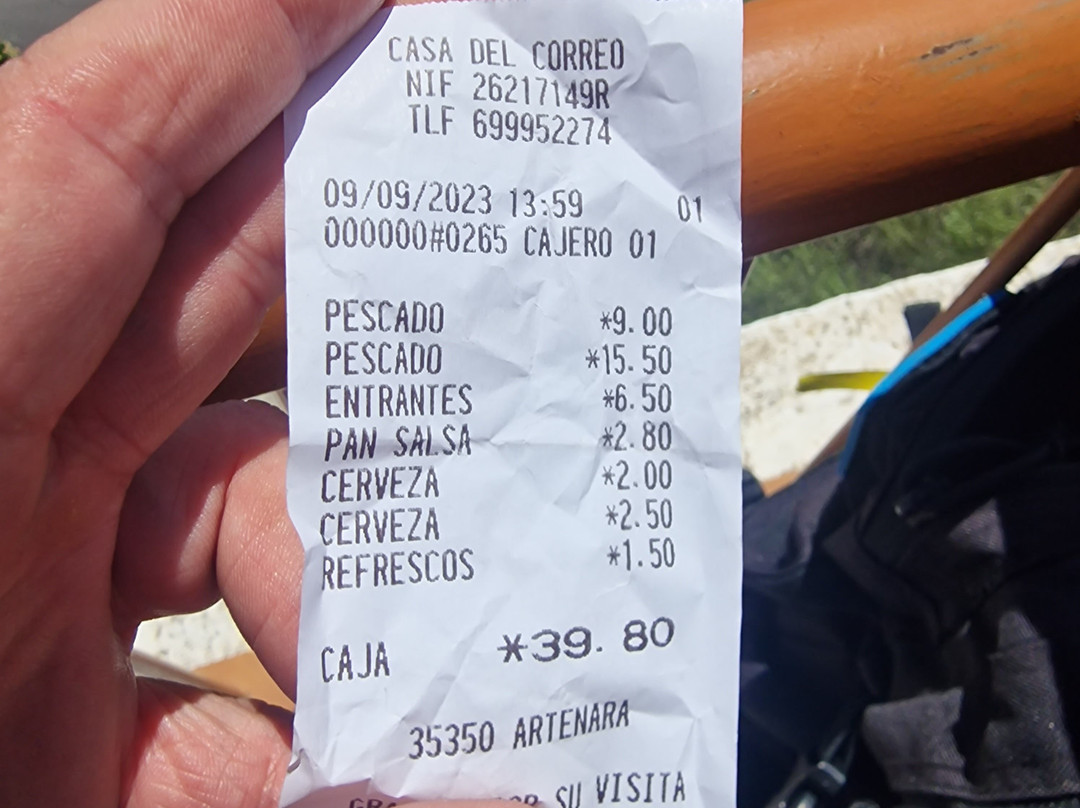 CASA DEL CORREO
NIF 26217149R
TLF 699952274
09/09/2023 13:59 01
000000#0265 CAJERO 01
PESCADO *9.00
PESCADO *15.50
ENTRANTES *6.50
PAN SALSA *2.80
CERVEZA *2.00
CERVEZA *2.50
REFRESCOS *1.50
CAJA *39.80
35350 ARTENARA
SU VISITA